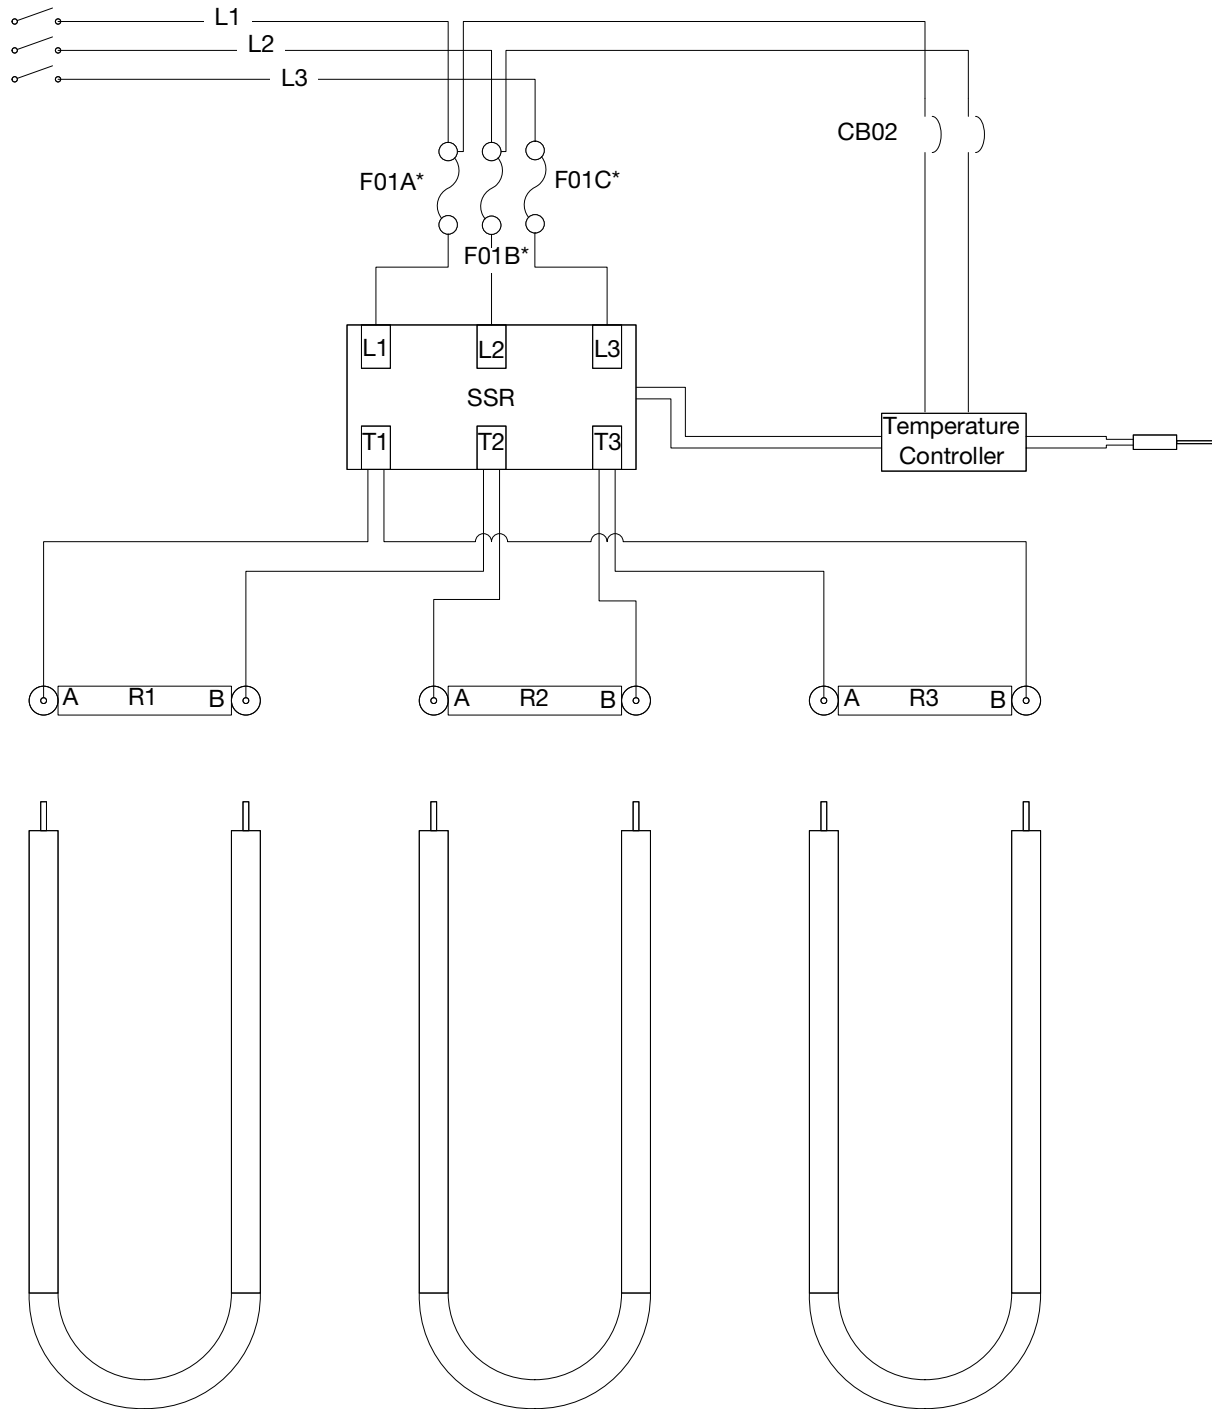 L1
L2
L3
CB02
F01A*
F01C*
F01B*
L1
L2
L3
SSR
T1
T2
T3
Temperature
Controller
A
R1
B
A
R2
B
A
R3
B